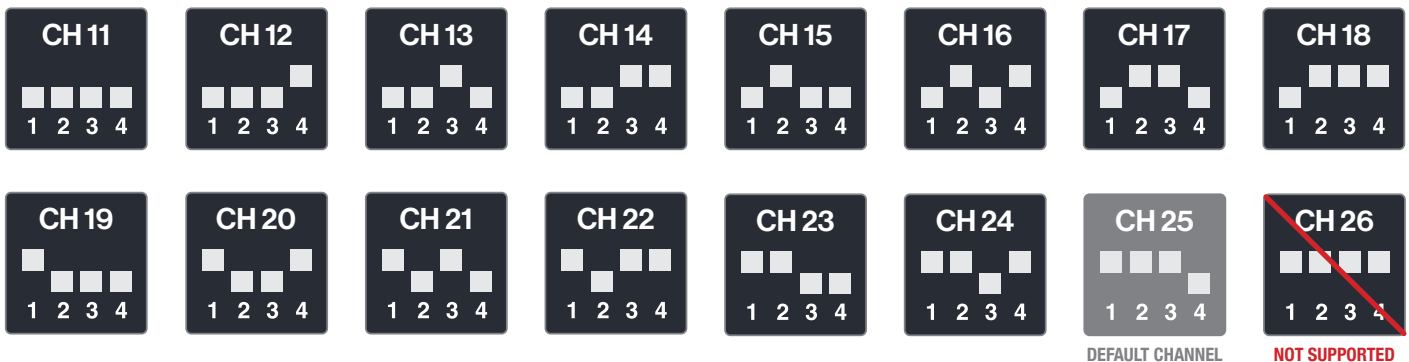 CH 11 CH 12 CH 13 CH 14 CH 15 CH 16 CH 17 CH 18
1 2 3 4 1 2 3 4 1 2 3 4 1 2 3 4 1 2 3 4 1 2 3 4 1 2 3 4 1 2 3 4
CH 19 CH 20 CH 21 CH 22 CH 23 CH 24 CH 25 CH 26
1 2 3 4 1 2 3 4 1 2 3 4 1 2 3 4 1 2 3 4 1 2 3 4 1 2 3 4 1 2 3 4
DEFAULT CHANNEL NOT SUPPORTED